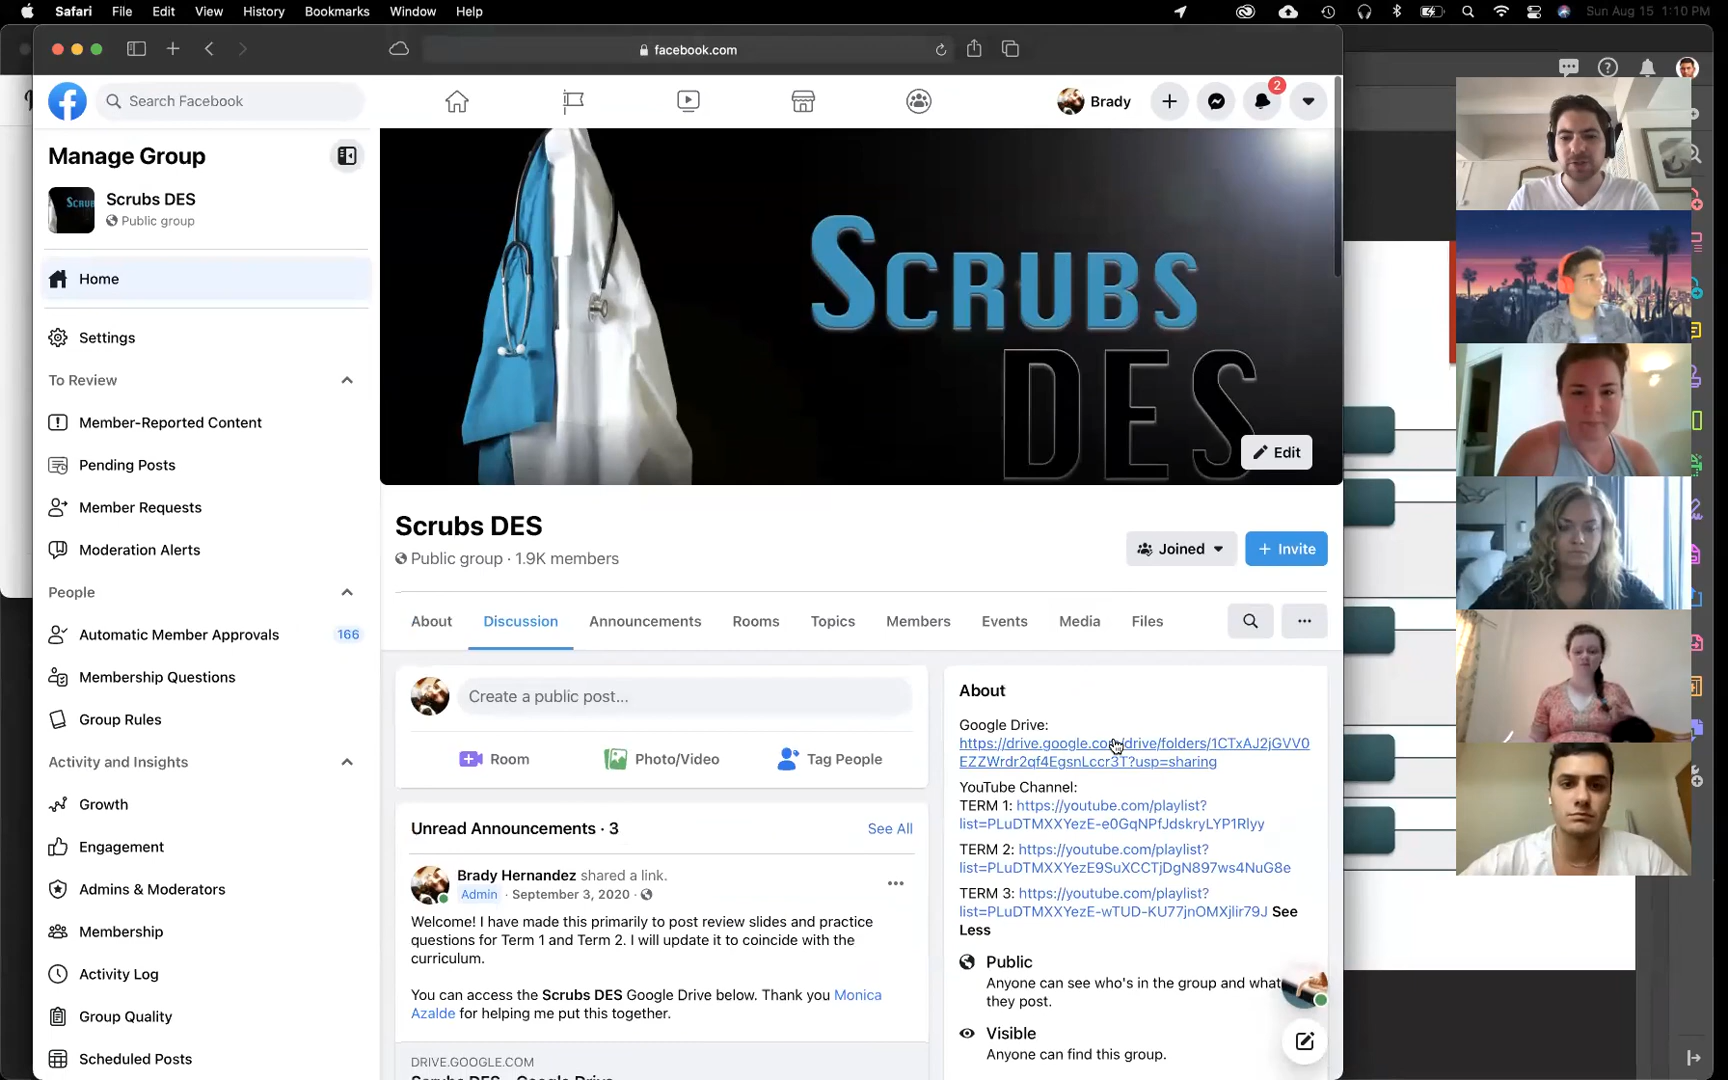 Safari File Edit View History Bookmarks Window Help
Sun Aug 15 1:10 PM
facebook.com
Search Facebook
Brady
2
Manage Group
Scrubs DES
Public group
Home
Settings
To Review
Member-Reported Content
Pending Posts
Member Requests
Moderation Alerts
People
Automatic Member Approvals 166
Membership Questions
Group Rules
Activity and Insights
Growth
Engagement
Admins & Moderators
Membership
Activity Log
Group Quality
Scheduled Posts
SCRUBS
DES
Edit
Scrubs DES
Public group · 1.9K members
Joined
+ Invite
About Discussion Announcements Rooms Topics Members Events Media Files
Create a public post...
Room Photo/Video Tag People
Unread Announcements · 3 See All
Brady Hernandez shared a link.
Admin · September 3, 2020 ·
Welcome! I have made this primarily to post review slides and practice
questions for Term 1 and Term 2. I will update it to coincide with the
curriculum.
You can access the Scrubs DES Google Drive below. Thank you Monica
Azalde for helping me put this together.
DRIVE.GOOGLE.COM
Scrubs DES - Google Drive
About
Google Drive:
https://drive.google.com/drive/folders/1CTxAJ2jGVV0
EZZWrdr2qf4EgsnLccr3T?usp=sharing
YouTube Channel:
TERM 1: https://youtube.com/playlist?
list=PLuDTMXXYezE-e0GqNPfJdskryLYP1Rlyy
TERM 2: https://youtube.com/playlist?
list=PLuDTMXXYezE9SuXCCTjDgN897ws4NuG8e
TERM 3: https://youtube.com/playlist?
list=PLuDTMXXYezE-wTUD-KU77jnOMXjlir79J See
Less
Public
Anyone can see who's in the group and what
they post.
Visible
Anyone can find this group.